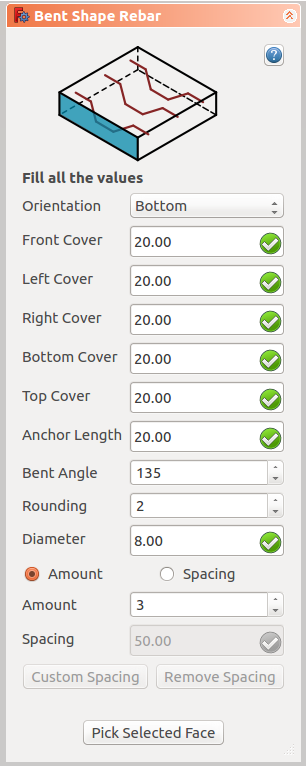 Bent Shape Rebar
?
Fill all the values
Orientation Bottom
Front Cover 20.00
Left Cover 20.00
Right Cover 20.00
Bottom Cover 20.00
Top Cover 20.00
Anchor Length 20.00
Bent Angle 135
Rounding 2
Diameter 8.00
Amount Spacing
Amount 3
Spacing 50.00
Custom Spacing Remove Spacing
Pick Selected Face